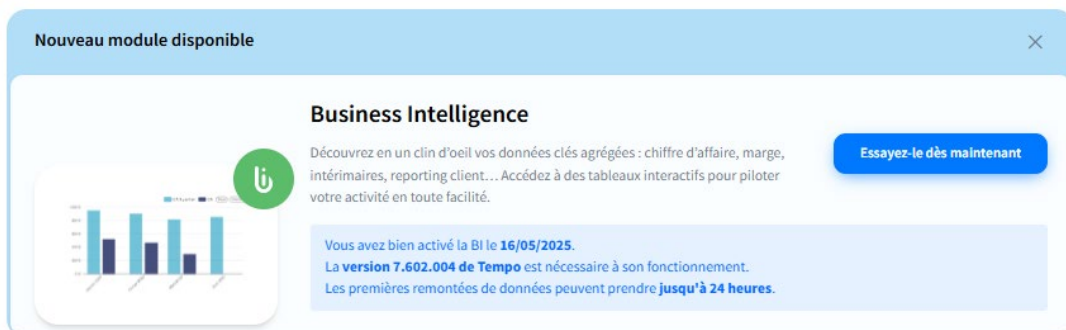 Nouveau module disponible
Business Intelligence
Découvrez en un clin d'oeil vos données clés agrégées : chiffre d'affaire, marge,
intérimaires, reporting client… Accédez à des tableaux interactifs pour piloter
votre activité en toute facilité.
Essayez-le dès maintenant
Vous avez bien activé la BI le 16/05/2025.
La version 7.602.004 de Tempo est nécessaire à son fonctionnement.
Les premières remontées de données peuvent prendre jusqu'à 24 heures.